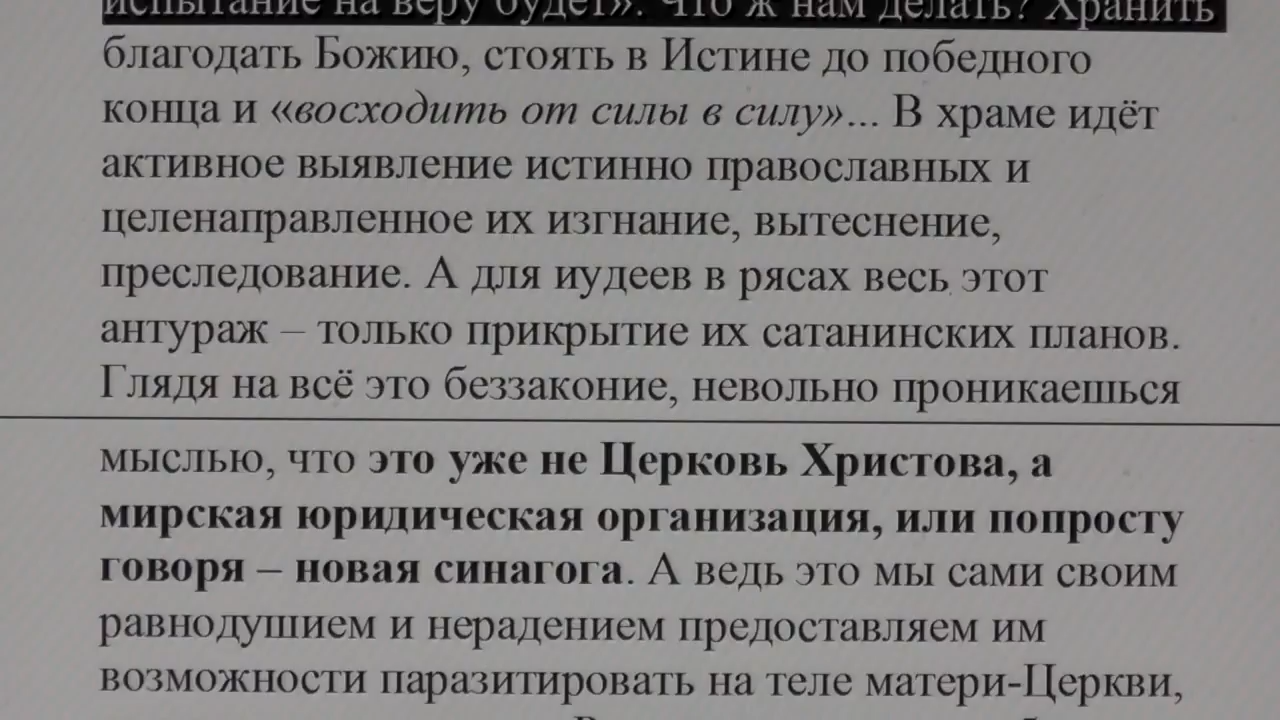 испытание на веру будет». Что ж нам делать? Хранить
благодать Божию, стоять в Истине до победного
конца и «восходить от силы в силу»... В храме идёт
активное выявление истинно православных и
целенаправленное их изгнание, вытеснение,
преследование. А для иудеев в рясах весь этот
антураж – только прикрытие их сатанинских планов.
Глядя на всё это беззаконие, невольно проникаешься
мыслью, что это уже не Церковь Христова, а
мирская юридическая организация, или попросту
говоря – новая синагога. А ведь это мы сами своим
равнодушием и нерадением предоставляем им
возможности паразитировать на теле матери-Церкви,